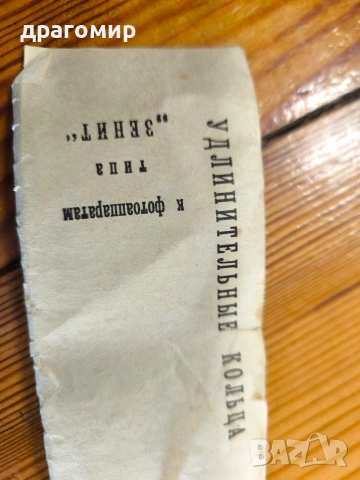 драгомир
УДЛИНИТЕЛЬНЫЕ КОЛЬЦА
к фотоаппаратам
типа
„ЗЕНИТ“
BAZAR